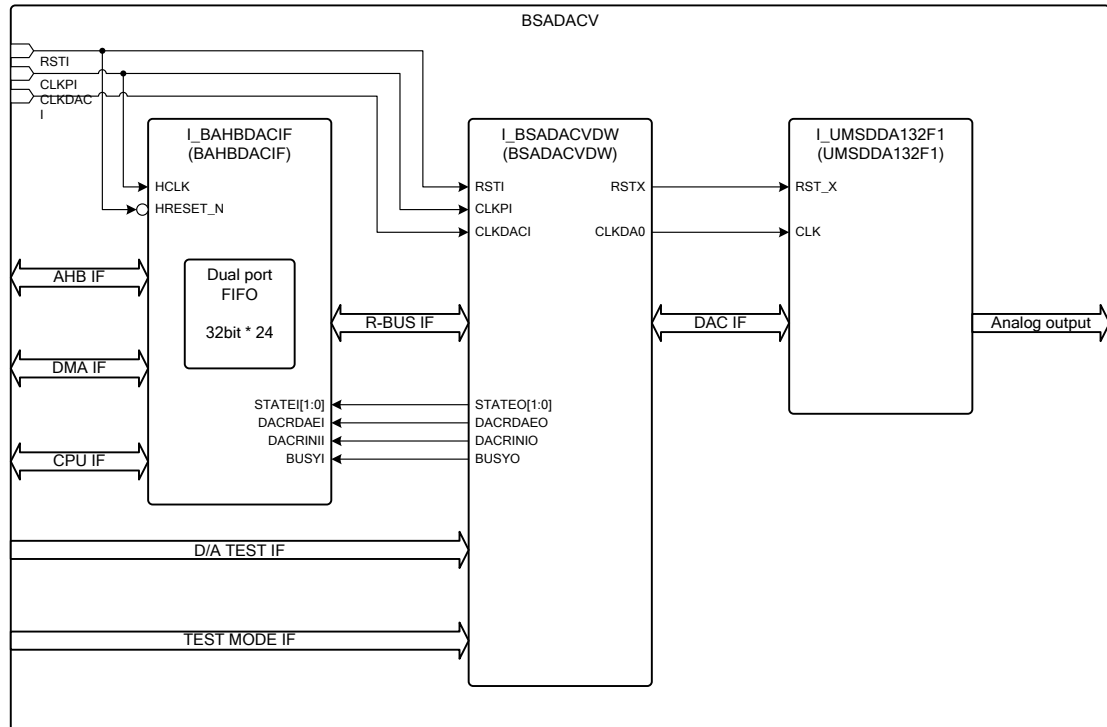 BSADACV
RSTI
CLKPI
CLKDAC
I
I_BAHBDACIF
(BAHBDACIF)
HCLK
HRESET_N
Dual port
FIFO
32bit * 24
STATEI[1:0]
DACRDAEI
DACRINII
BUSYI
AHB IF
DMA IF
CPU IF
R-BUS IF
I_BSADACVDW
(BSADACVDW)
RSTI
CLKPI
CLKDACI
RSTX
CLKDA0
STATEO[1:0]
DACRDAEO
DACRINIO
BUSYO
D/A TEST IF
TEST MODE IF
DAC IF
I_UMSDDA132F1
(UMSDDA132F1)
RST_X
CLK
Analog output